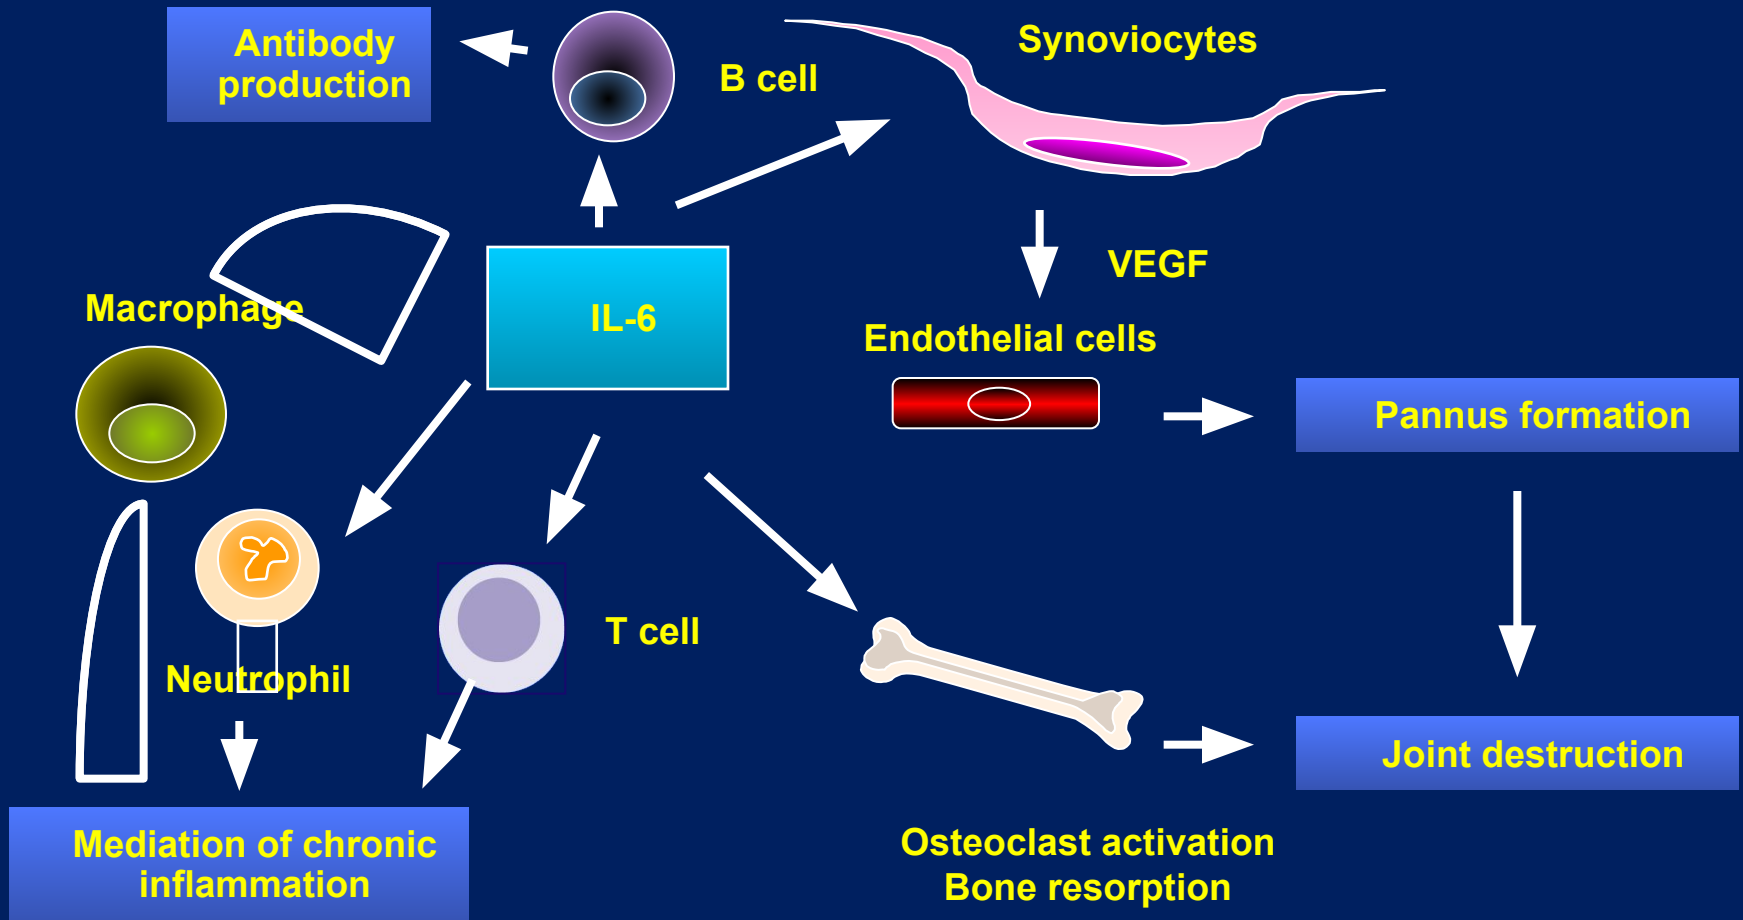 Antibody
production
B cell
Synoviocytes
VEGF
Macrophage
IL-6
Endothelial cells
Pannus formation
T cell
Neutrophil
Joint destruction
Mediation of chronic
inflammation
Osteoclast activation
Bone resorption